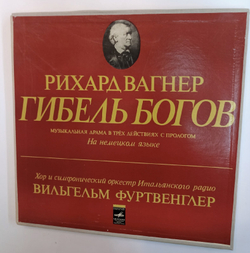 РИХАРД ВАГНЕР
ГИБЕЛЬ БОГОВ
МУЗЫКАЛЬНАЯ ДРАМА В ТРЁХ ДЕЙСТВИЯХ С ПРОЛОГОМ
На немецком языке
Хор и симфонический оркестр Итальянского радио
ВИЛЬГЕЛЬМ ФУРТВЕНГЛЕР